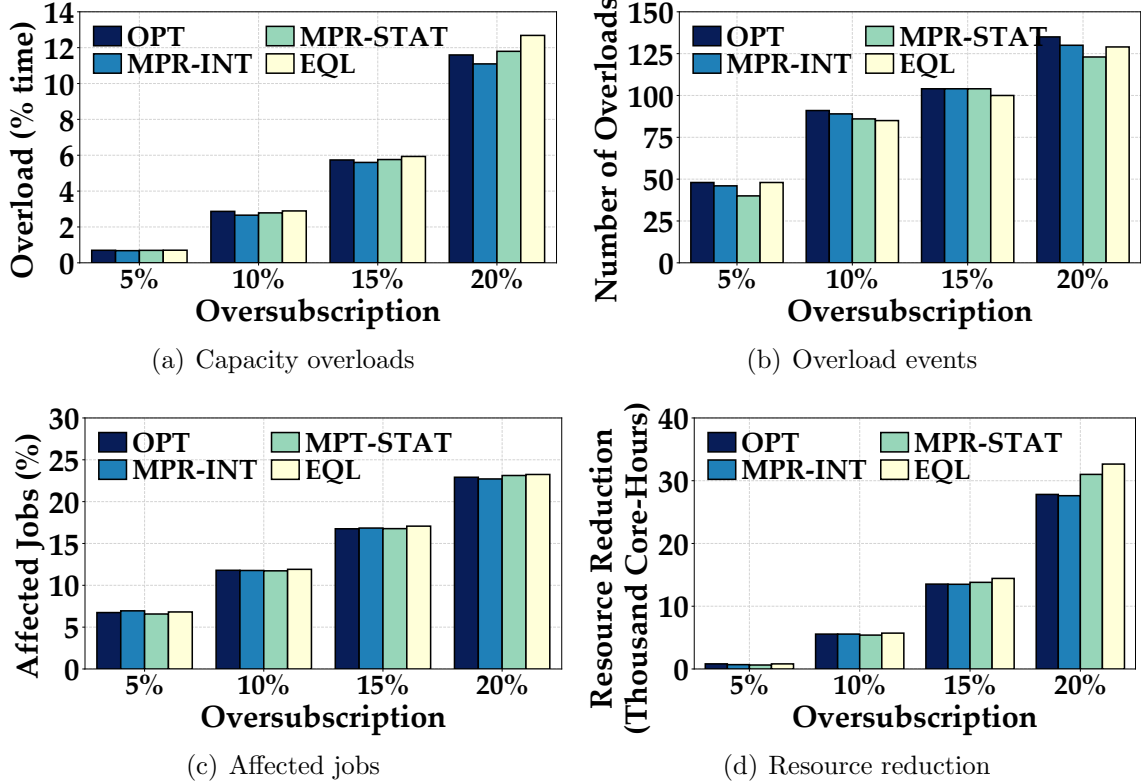 Overload (% time)
14
12
10
8
6
4
2
0
OPT
MPR-STAT
MPR-INT
EQL
5%
10%
15%
20%
Oversubscription
(a) Capacity overloads
Number of Overloads
150
125
100
75
50
25
0
OPT
MPR-STAT
MPR-INT
EQL
5%
10%
15%
20%
Oversubscription
(b) Overload events
Affected Jobs (%)
30
25
20
15
10
5
0
OPT
MPT-STAT
MPR-INT
EQL
5%
10%
15%
20%
Oversubscription
(c) Affected jobs
Resource Reduction
(Thousand Core-Hours)
40
30
20
10
0
OPT
MPR-STAT
MPR-INT
EQL
5%
10%
15%
20%
Oversubscription
(d) Resource reduction